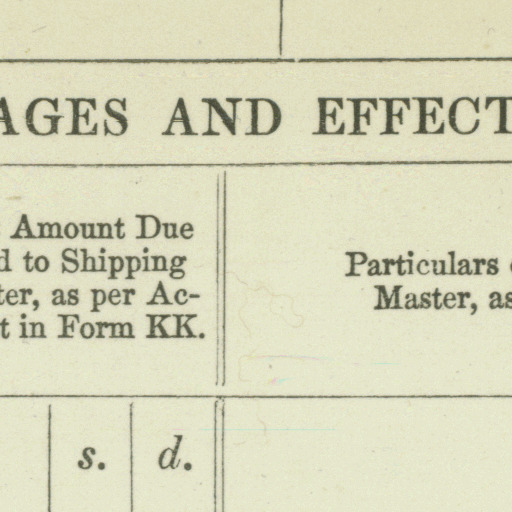 AGES AND EFFECT
Amount Due
d to Shipping
ter, as per Ac-
t in Form KK.
Particulars
Master, as
s. d.